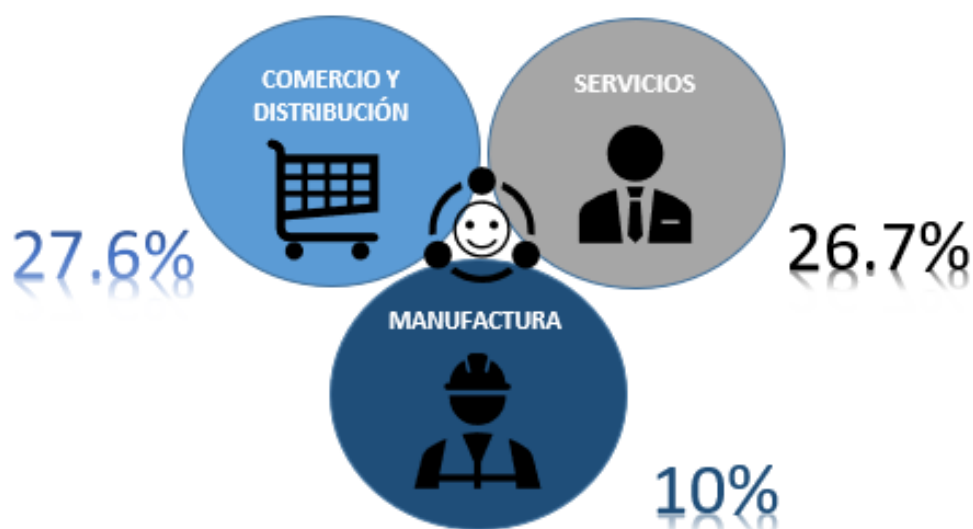 COMERCIO Y
DISTRIBUCIÓN
SERVICIOS
27.6%
26.7%
MANUFACTURA
10%